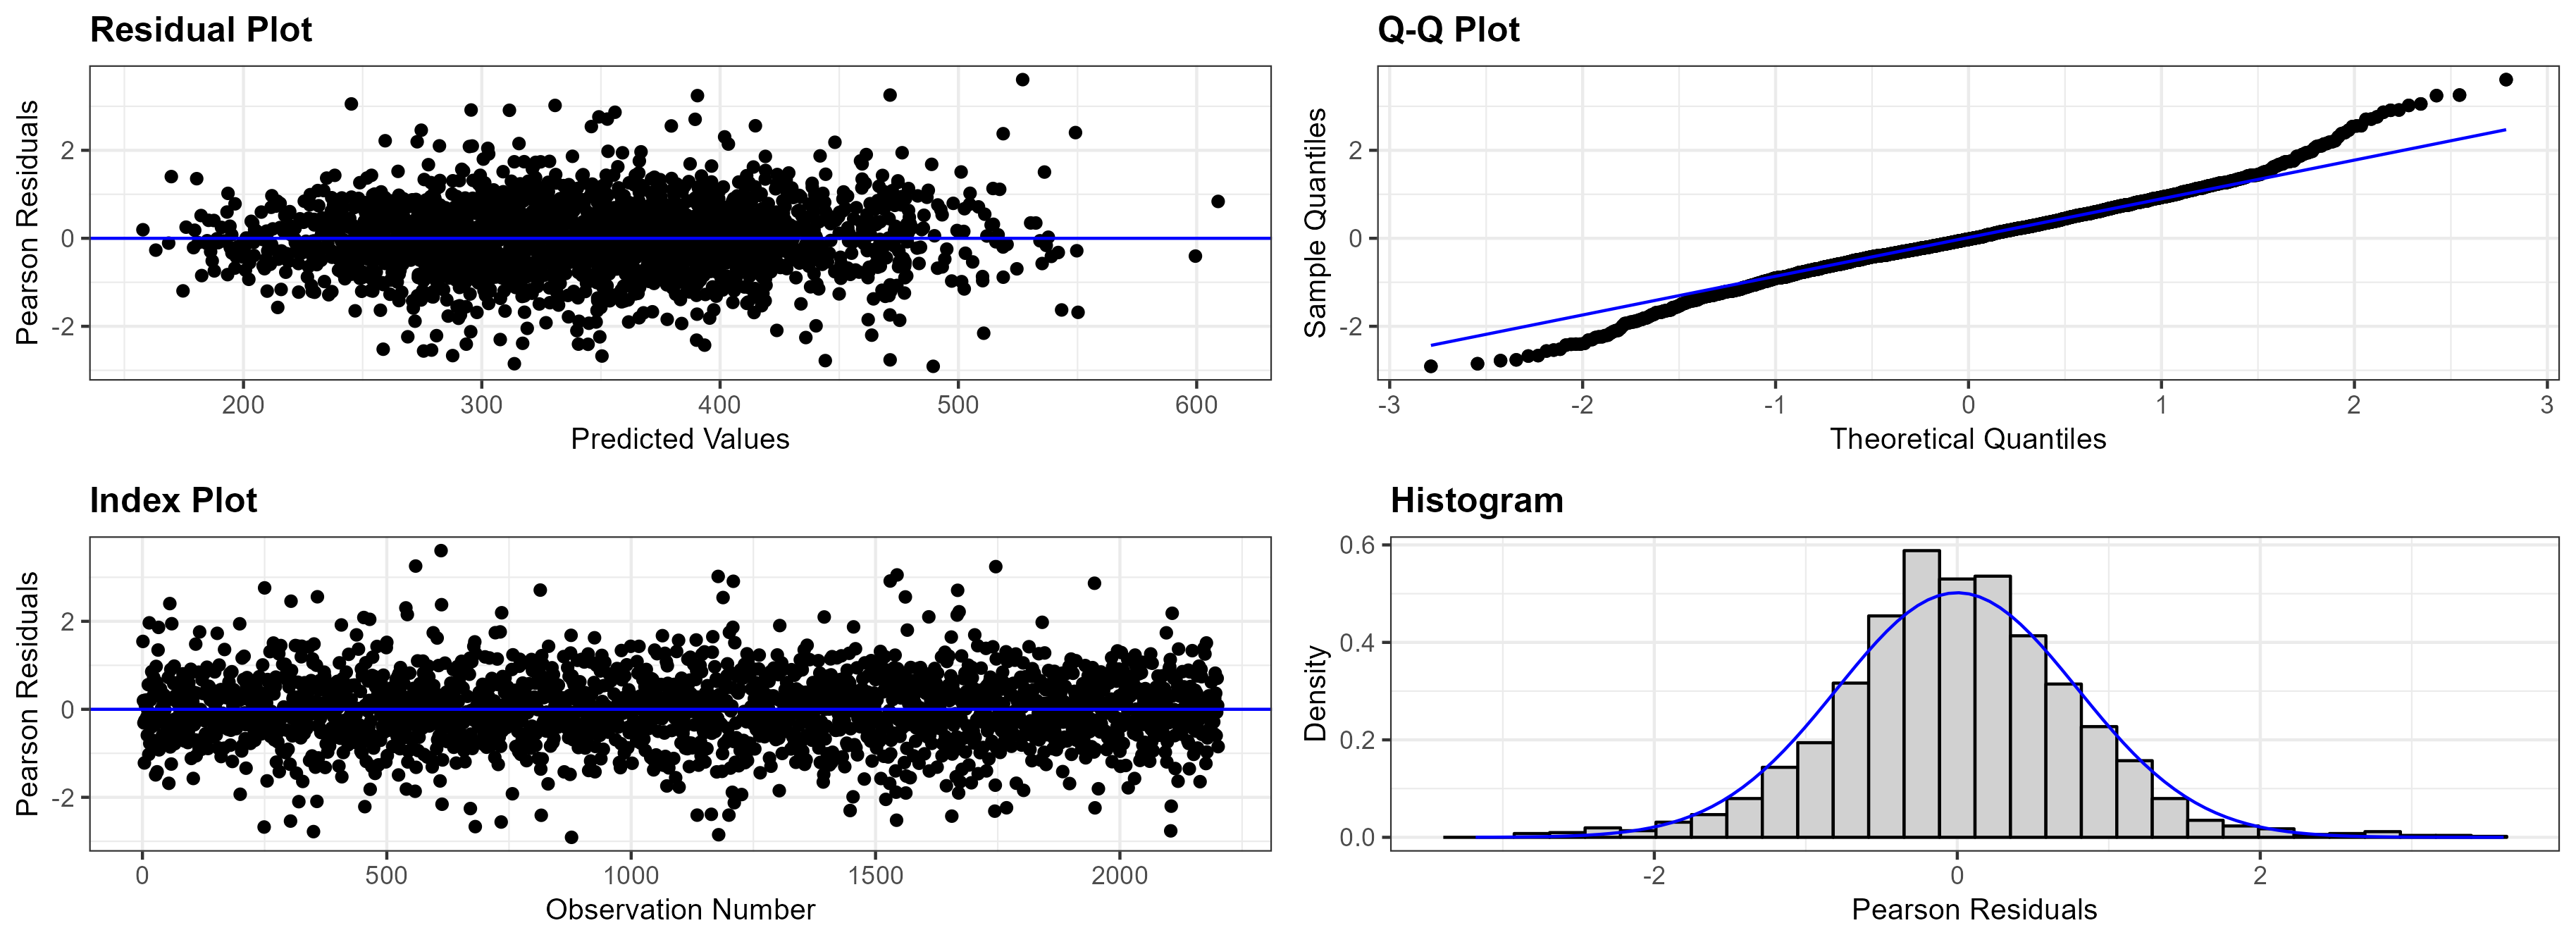 Residual Plot
Pearson Residuals
2
0
-2
200 300 400 500 600
Predicted Values
Q-Q Plot
Sample Quantiles
2
0
-2
-3 -2 -1 0 1 2 3
Theoretical Quantiles
Index Plot
Pearson Residuals
2
0
-2
0 500 1000 1500 2000
Observation Number
Histogram
Density
0.6
0.4
0.2
0.0
-2 0 2
Pearson Residuals